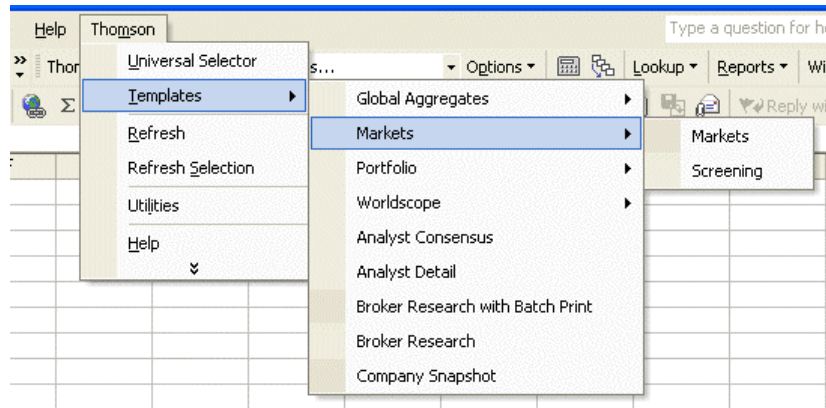 Help Thomson
Type a question for
Universal Selector
Options Lookup Reports
Templates
Global Aggregates
Refresh
Markets
Markets
Refresh Selection
Portfolio
Screening
Utilities
Worldscope
Help
Analyst Consensus
Analyst Detail
Broker Research with Batch Print
Broker Research
Company Snapshot
Σ
Reply